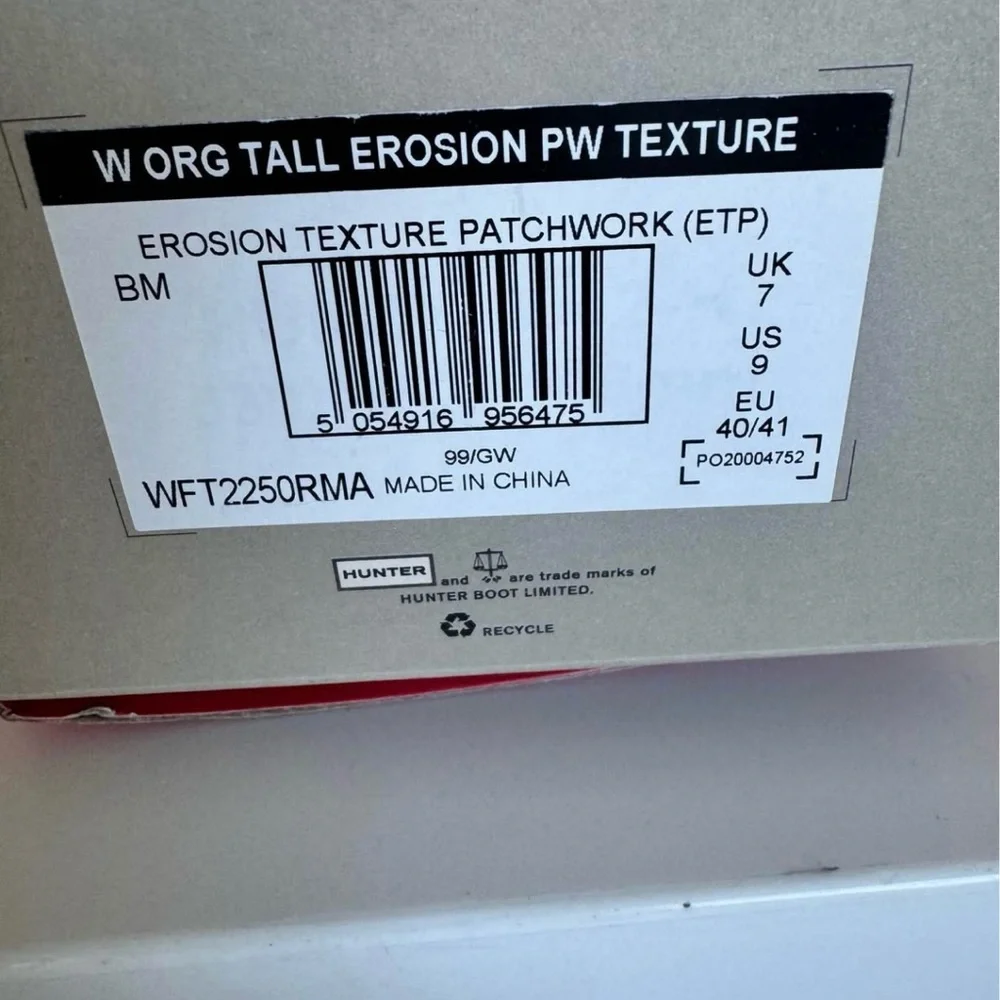 W ORG TALL EROSION PW TEXTURE
EROSION TEXTURE PATCHWORK (ETP)
BM
UK
7
US
9
EU
40/41
5 054916 956475
99/GW
PO20004752
WFT2250RMA MADE IN CHINA
HUNTER and are trade marks of
HUNTER BOOT LIMITED.
RECYCLE